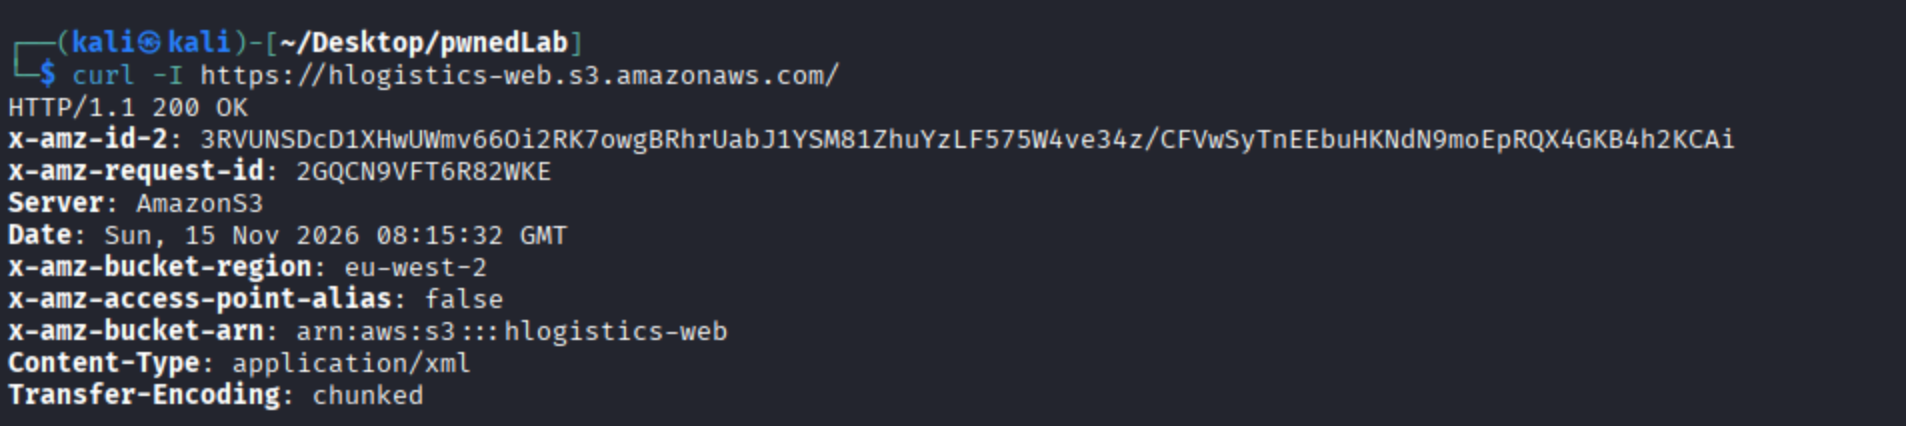 ┌──(kali㉿kali)-[~/Desktop/pwnedLab]
└─$ curl -I https://hlogistics-web.s3.amazonaws.com/
HTTP/1.1 200 OK
x-amz-id-2: 3RVUNSDcD1XHwUWmv66Oi2RK7owgBRhrUabJ1YSM81ZhuYzLF575W4ve34z/CFVwSyTnEEbuHKNdN9moEpRQX4GKB4h2KCAi
x-amz-request-id: 2GQCN9VFT6R82WKE
Server: AmazonS3
Date: Sun, 15 Nov 2026 08:15:32 GMT
x-amz-bucket-region: eu-west-2
x-amz-access-point-alias: false
x-amz-bucket-arn: arn:aws:s3:::hlogistics-web
Content-Type: application/xml
Transfer-Encoding: chunked